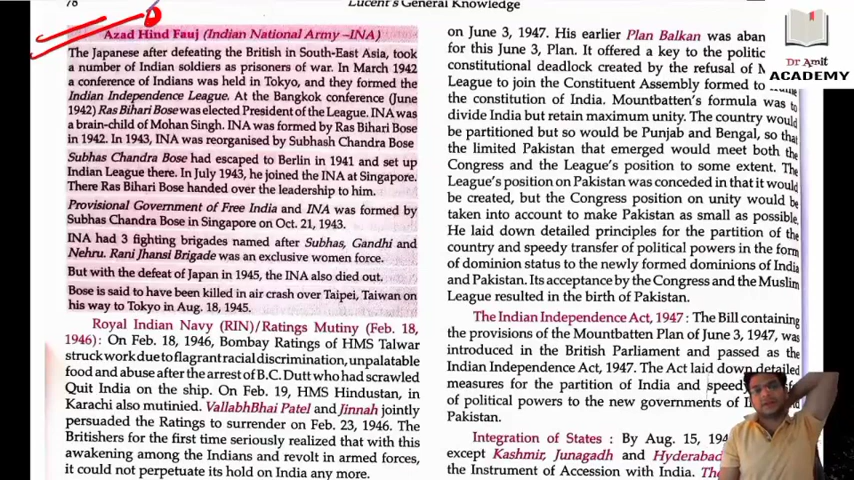 78
Lucent's General Knowledge
Azad Hind Fauj (Indian National Army –INA)
The Japanese after defeating the British in South-East Asia, took
a number of Indian soldiers as prisoners of war. In March 1942
a conference of Indians was held in Tokyo, and they formed the
Indian Independence League. At the Bangkok conference (June
1942) Ras Bihari Bose was elected President of the League. INA was
a brain-child of Mohan Singh. INA was formed by Ras Bihari Bose
in 1942. In 1943, INA was reorganised by Subhash Chandra Bose
Subhas Chandra Bose had escaped to Berlin in 1941 and set up
Indian League there. In July 1943, he joined the INA at Singapore.
There Ras Bihari Bose handed over the leadership to him.
Provisional Government of Free India and INA was formed by
Subhas Chandra Bose in Singapore on Oct. 21, 1943.
INA had 3 fighting brigades named after Subhas, Gandhi and
Nehru. Rani Jhansi Brigade was an exclusive women force.
But with the defeat of Japan in 1945, the INA also died out.
Bose is said to have been killed in air crash over Taipei, Taiwan on
his way to Tokyo in Aug. 18, 1945.
Royal Indian Navy (RIN)/Ratings Mutiny (Feb. 18,
1946) : On Feb. 18, 1946, Bombay Ratings of HMS Talwar
struck work due to flagrant racial discrimination, unpalatable
food and abuse after the arrest of B.C. Dutt who had scrawled
Quit India on the ship. On Feb. 19, HMS Hindustan, in
Karachi also mutinied. VallabhBhai Patel and Jinnah jointly
persuaded the Ratings to surrender on Feb. 23, 1946. The
Britishers for the first time seriously realized that with this
awakening among the Indians and revolt in armed forces,
it could not perpetuate its hold on India any more.
on June 3, 1947. His earlier Plan Balkan was aban
for this June 3, Plan. It offered a key to the politic
constitutional deadlock created by the refusal of M
League to join the Constituent Assembly formed to
the constitution of India. Mountbatten's formula was to
divide India but retain maximum unity. The country would
be partitioned but so would be Punjab and Bengal, so that
the limited Pakistan that emerged would meet both the
Congress and the League's position to some extent. The
League's position on Pakistan was conceded in that it would
be created, but the Congress position on unity would be
taken into account to make Pakistan as small as possible.
He laid down detailed principles for the partition of the
country and speedy transfer of political powers in the form
of dominion status to the newly formed dominions of India
and Pakistan. Its acceptance by the Congress and the Muslim
League resulted in the birth of Pakistan.
The Indian Independence Act, 1947 : The Bill containing
the provisions of the Mountbatten Plan of June 3, 1947, was
introduced in the British Parliament and passed as the
Indian Independence Act, 1947. The Act laid down detailed
measures for the partition of India and speedy
of political powers to the new governments of
Pakistan.
Integration of States : By Aug. 15,
except Kashmir, Junagadh and Hyderabad
the Instrument of Accession with India.
Dr Amit
ACADEMY